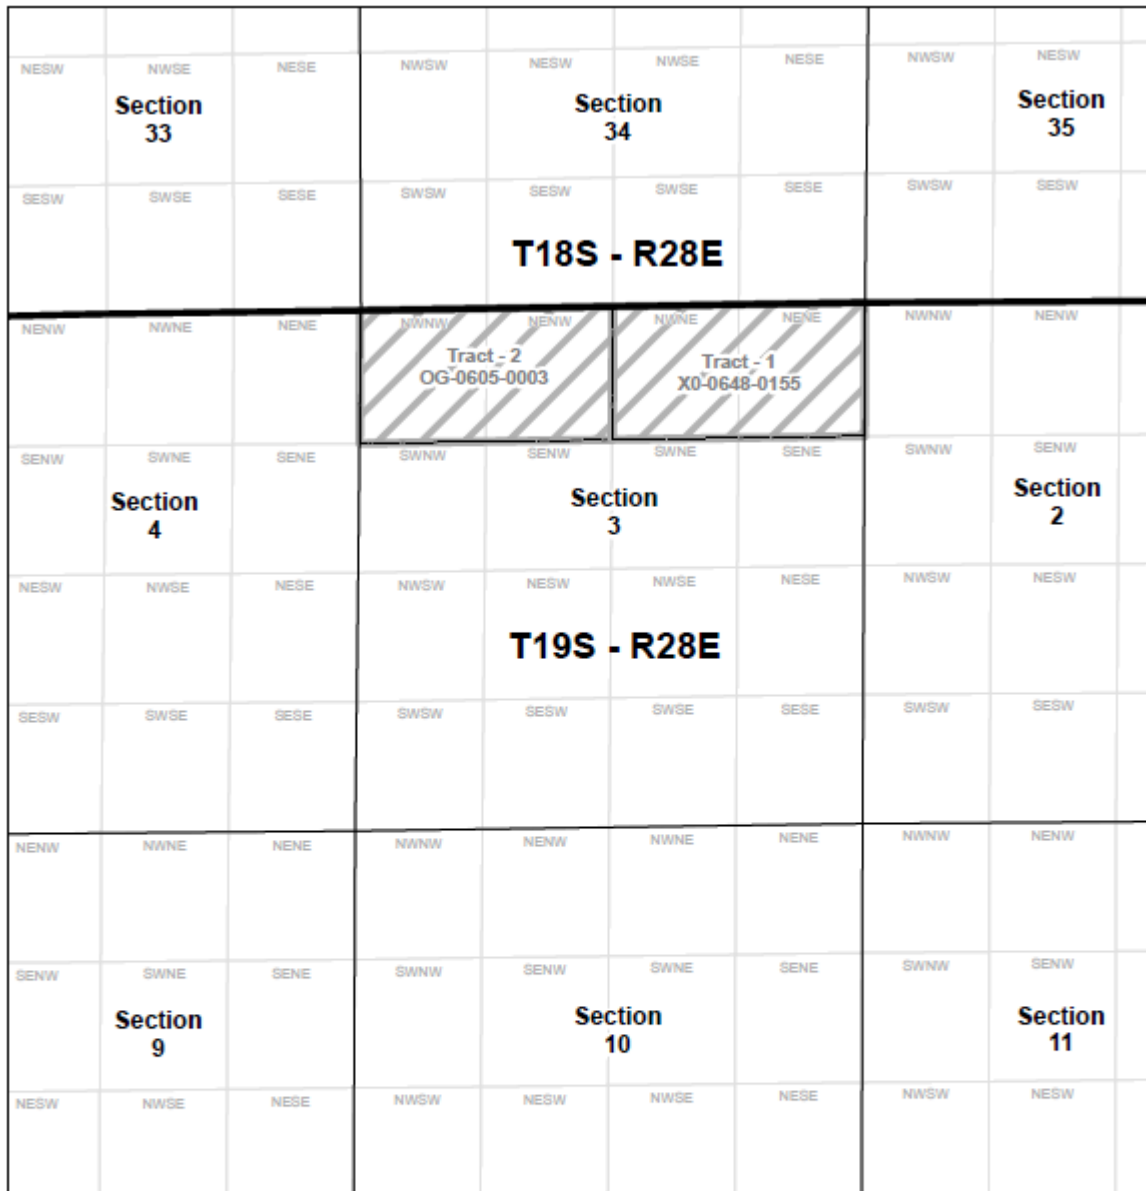 NESW NWSE NESE NWSW NESW NWSE NESE NWSW NESW
Section
33
Section
34
Section
35
SESW SWSE SESE SWSW SESW SWSE SESE SWSW SESW
T18S - R28E
NENW NWNE NENE NWNW NENW NWNE NENE NWNW NENW
Tract - 2
OG-0605-0003
Tract - 1
X0-0648-0155
SENW SWNE SENE SWNW SENW SWNE SENE SWNW SENW
Section
4
Section
3
Section
2
NESW NWSE NESE NWSW NESW NWSE NESE NWSW NESW
T19S - R28E
SESW SWSE SESE SWSW SESW SWSE SESE SWSW SESW
NENW NWNE NENE NWNW NENW NWNE NENE NWNW NENW
SENW SWNE SENE SWNW SENW SWNE SENE SWNW SENW
Section
9
Section
10
Section
11
NESW NWSE NESE NWSW NESW NWSE NESE NWSW NESW